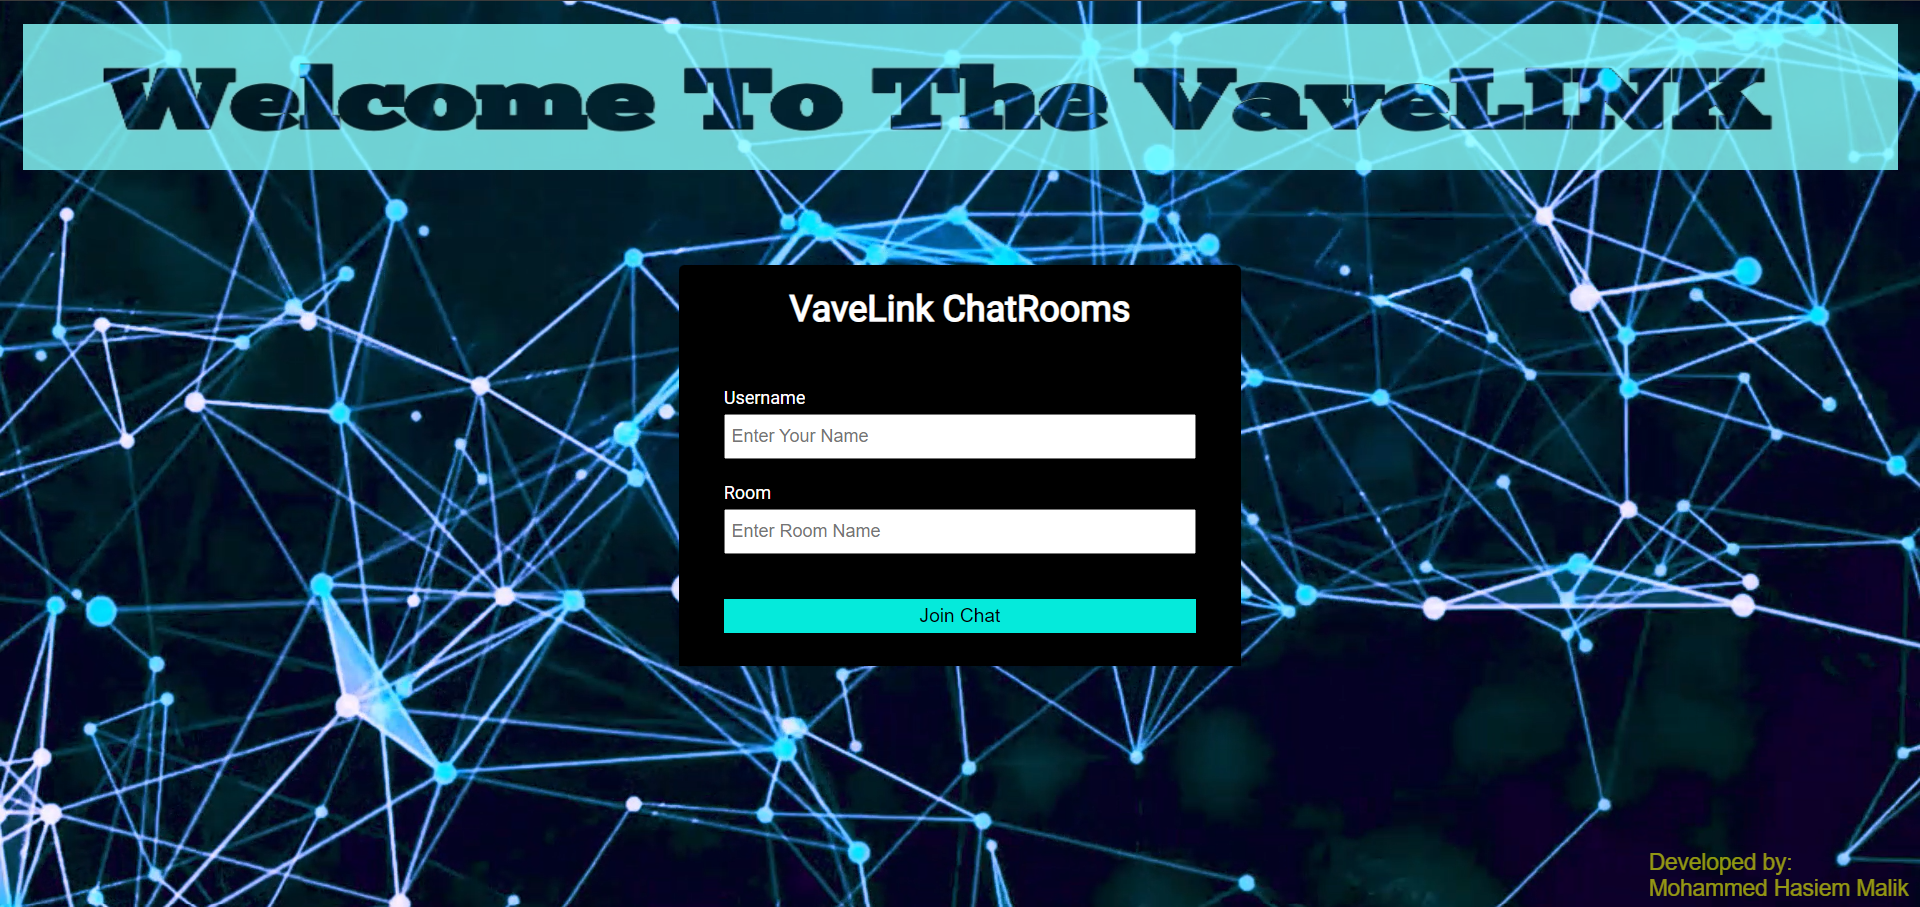 Welcome To The VaveLINK
VaveLink ChatRooms
Username
Enter Your Name
Room
Enter Room Name
Join Chat
Developed by:
Mohammed Hasiem Malik